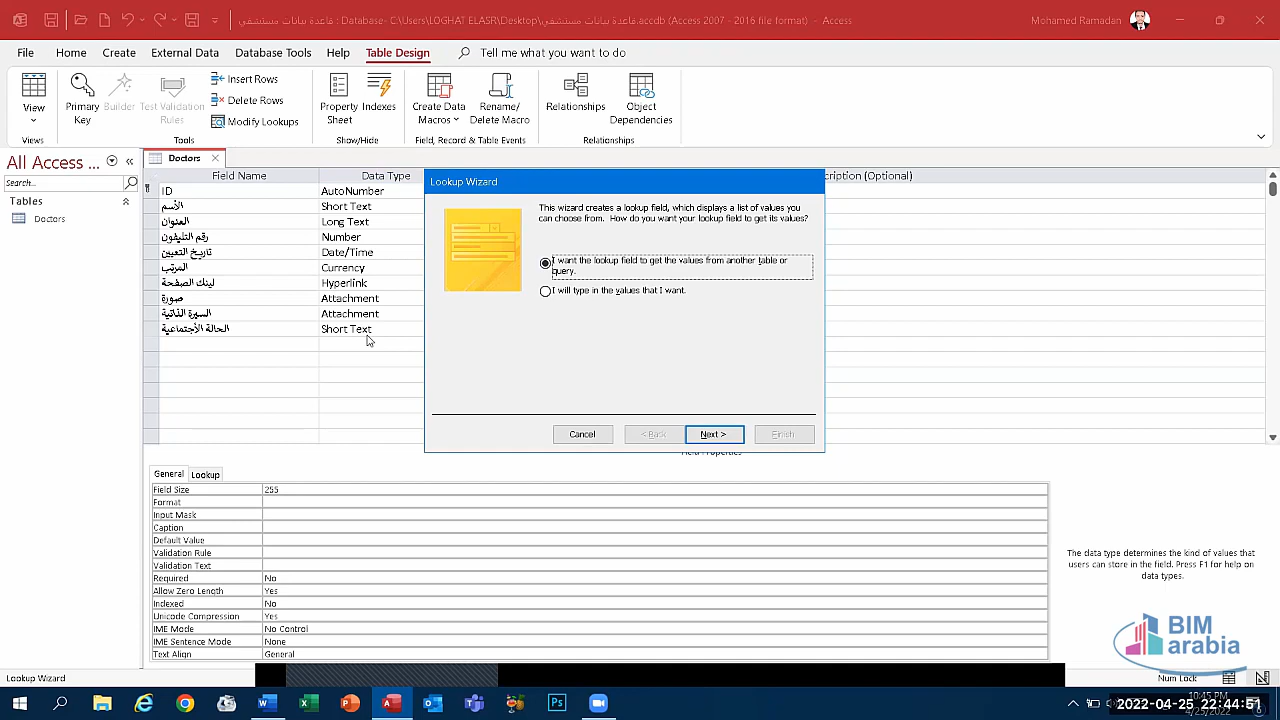 قاعدة بيانات مستشفي : Database- C:\Users\LOGHAT ELASR\Desktop\قاعدة بيانات مستشفي.accdb (Access 2007 - 2016 file format) - Access
Mohamed Ramadan
File Home Create External Data Database Tools Help Table Design Tell me what you want to do
View
Primary Key
Builder
Test Validation Rules
Insert Rows
Delete Rows
Modify Lookups
Property Sheet
Indexes
Create Data Macros
Rename/ Delete Macro
Relationships
Object Dependencies
Views Tools Show/Hide Field, Record & Table Events Relationships
All Access ...
Search...
Tables
Doctors
Doctors
Field Name Data Type cription (Optional)
ID AutoNumber
الأسم Short Text
العنوان Long Text
رقم التليفون Number
تاريخ التعيين Date/Time
المرتب Currency
لينك الصفحة Hyperlink
صورة Attachment
السيرة الذاتية Attachment
الحالة الأجتماعية Short Text
Lookup Wizard
This wizard creates a lookup field, which displays a list of values you
can choose from. How do you want your lookup field to get its values?
I want the lookup field to get the values from another table or
query.
I will type in the values that I want.
Cancel < Back Next > Finish
Field Properties
General Lookup
Field Size 255
Format
Input Mask
Caption
Default Value
Validation Rule
Validation Text
Required No
Allow Zero Length Yes
Indexed No
Unicode Compression Yes
IME Mode No Control
IME Sentence Mode None
Text Align General
The data type determines the kind of values that
users can store in the field. Press F1 for help on
data types.
BIM
arabia
Lookup Wizard Num Lock
10:45 PM
4/25/2022
2022-04-25 22:44:51